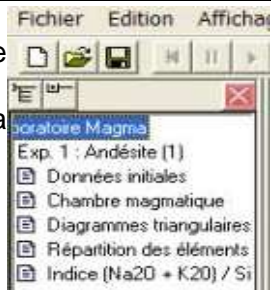 Fichier Edition Affichag
e
a
oratoire Magma
Exp. 1 : Andésite (1)
Données initiales
Chambre magmatique
Diagrammes triangulaires
Répartition des éléments
Indice (Na2O + K2O) / Si